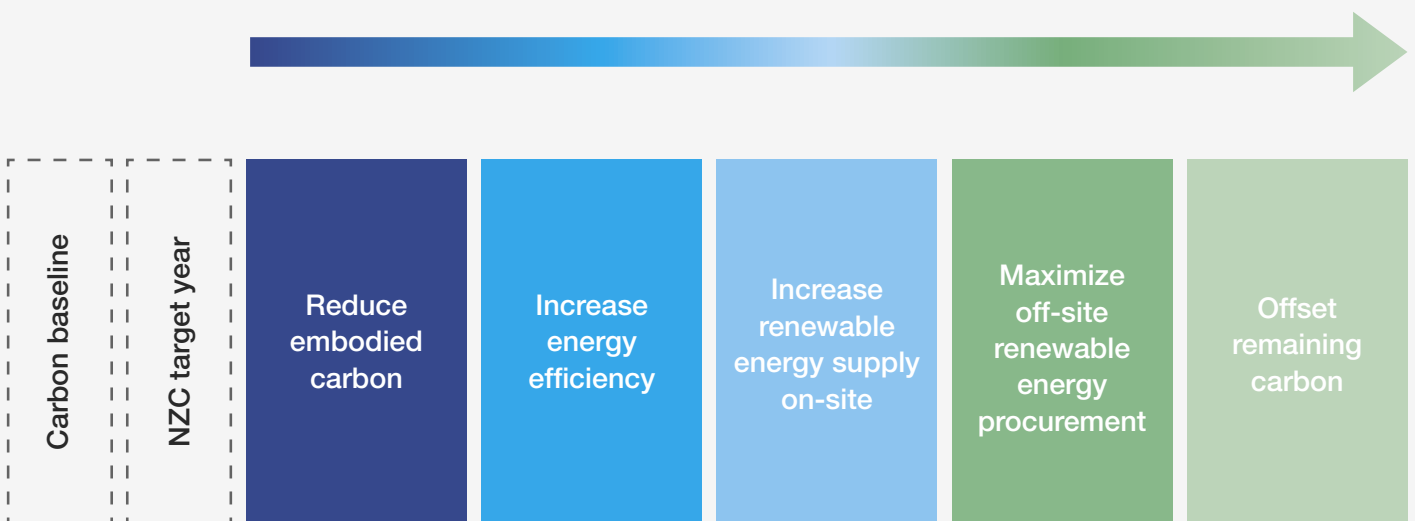 Carbon baseline
NZC target year
Reduce
embodied
carbon
Increase
energy
efficiency
Increase
renewable
energy supply
on-site
Maximize
off-site
renewable
energy
procurement
Offset
remaining
carbon